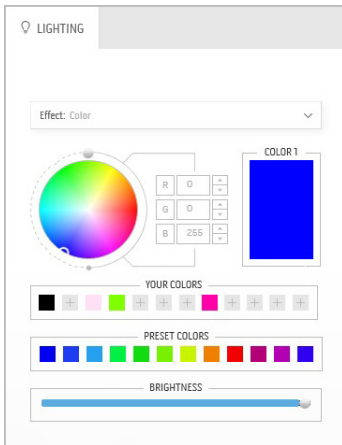 LIGHTING
Effect: Color
COLOR 1
R 0
G 0
B 255
YOUR COLORS
PRESET COLORS
BRIGHTNESS